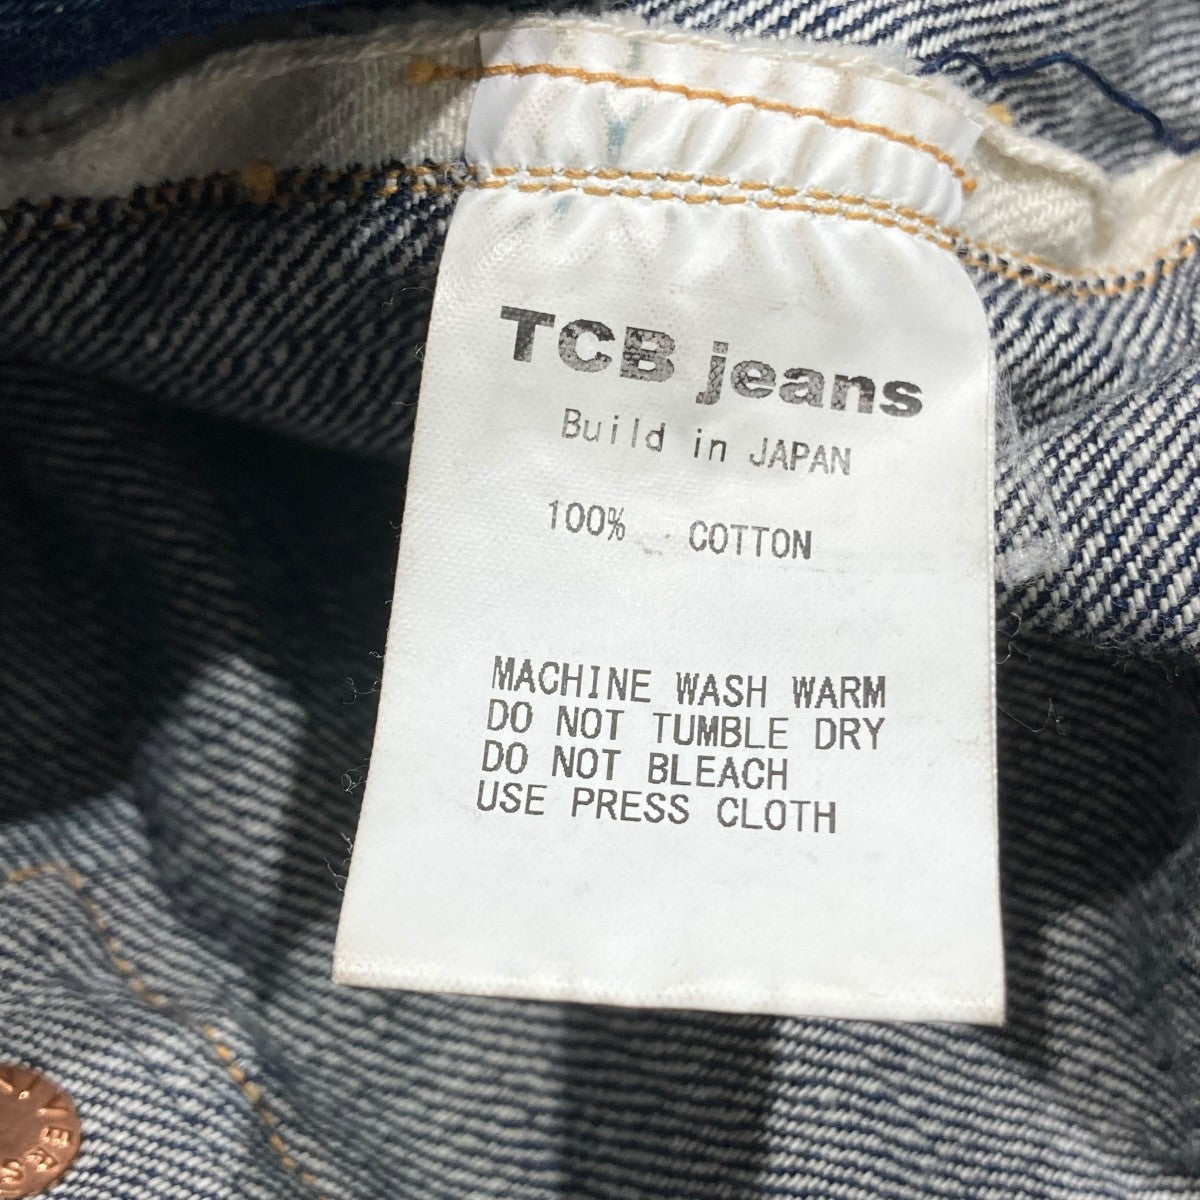 TCB jeans
Build in JAPAN
100% COTTON
MACHINE WASH WARM
DO NOT TUMBLE DRY
DO NOT BLEACH
USE PRESS CLOTH